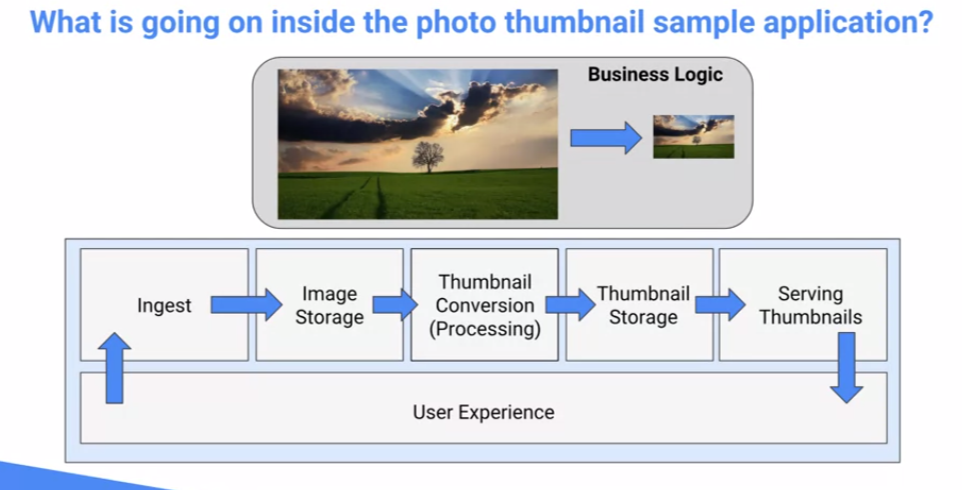 What is going on inside the photo thumbnail sample application?
Business Logic
Ingest
Image
Storage
Thumbnail
Conversion
(Processing)
Thumbnail
Storage
Serving
Thumbnails
User Experience